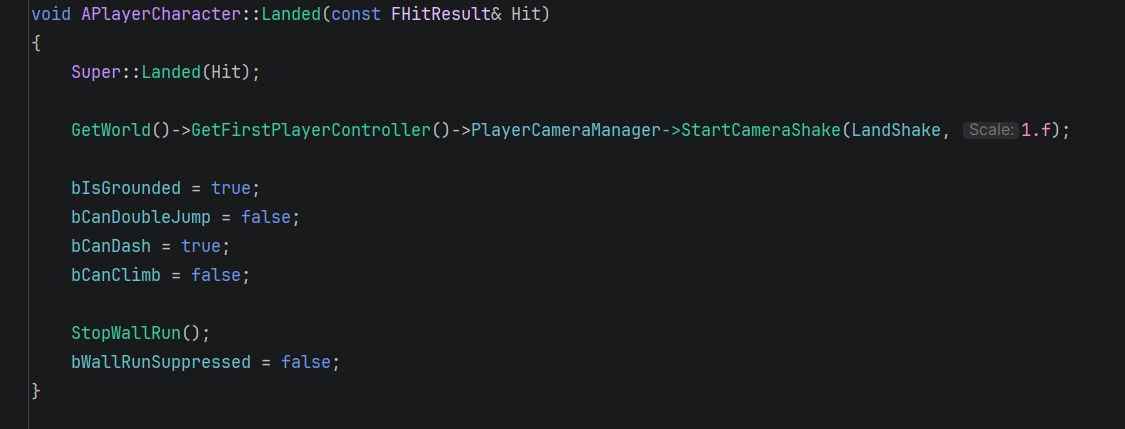 void APlayerCharacter::Landed(const FHitResult& Hit)
{
Super::Landed(Hit);
GetWorld()->GetFirstPlayerController()->PlayerCameraManager->StartCameraShake(LandShake, Scale: 1.f);
bIsGrounded = true;
bCanDoubleJump = false;
bCanDash = true;
bCanClimb = false;
StopWallRun();
bWallRunSuppressed = false;
}